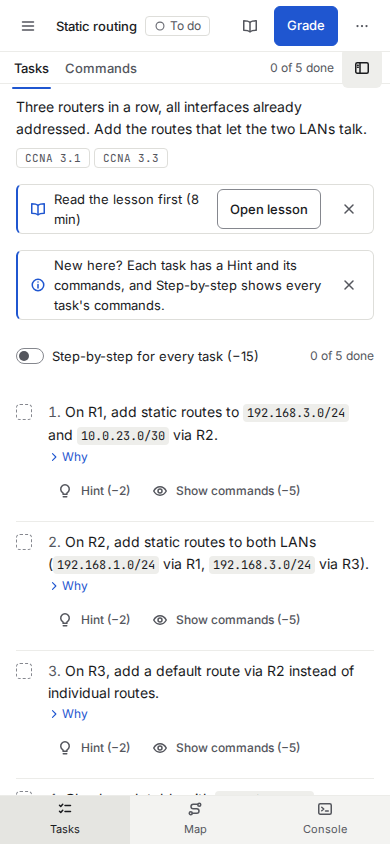 Static routing
To do
Grade
Tasks
Commands
0 of 5 done
Three routers in a row, all interfaces already
addressed. Add the routes that let the two LANs talk.
CCNA 3.1
CCNA 3.3
Read the lesson first (8
min)
Open lesson
New here? Each task has a Hint and its
commands, and Step-by-step shows every
task's commands.
Step-by-step for every task (−15)
0 of 5 done
1. On R1, add static routes to 192.168.3.0/24
and 10.0.23.0/30 via R2.
Why
Hint (−2)
Show commands (−5)
2. On R2, add static routes to both LANs
(192.168.1.0/24 via R1, 192.168.3.0/24 via R3).
Why
Hint (−2)
Show commands (−5)
3. On R3, add a default route via R2 instead of
individual routes.
Why
Hint (−2)
Show commands (−5)
Tasks
Map
Console